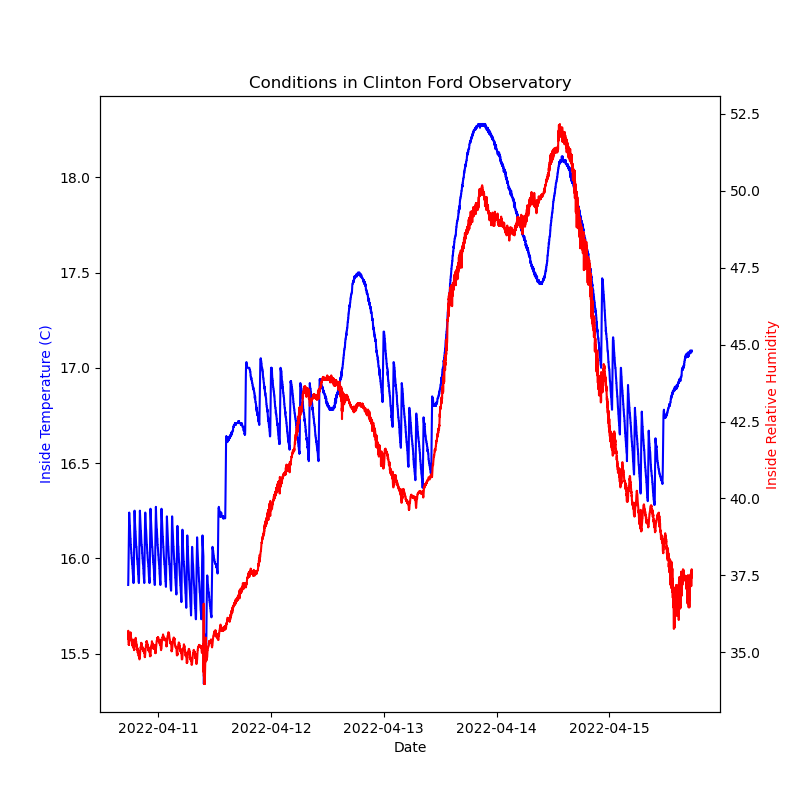 Conditions in Clinton Ford Observatory
Inside Temperature (C)
18.0
17.5
17.0
16.5
16.0
15.5
52.5
50.0
47.5
45.0
42.5
40.0
37.5
35.0
Inside Relative Humidity
2022-04-11 2022-04-12 2022-04-13 2022-04-14 2022-04-15
Date